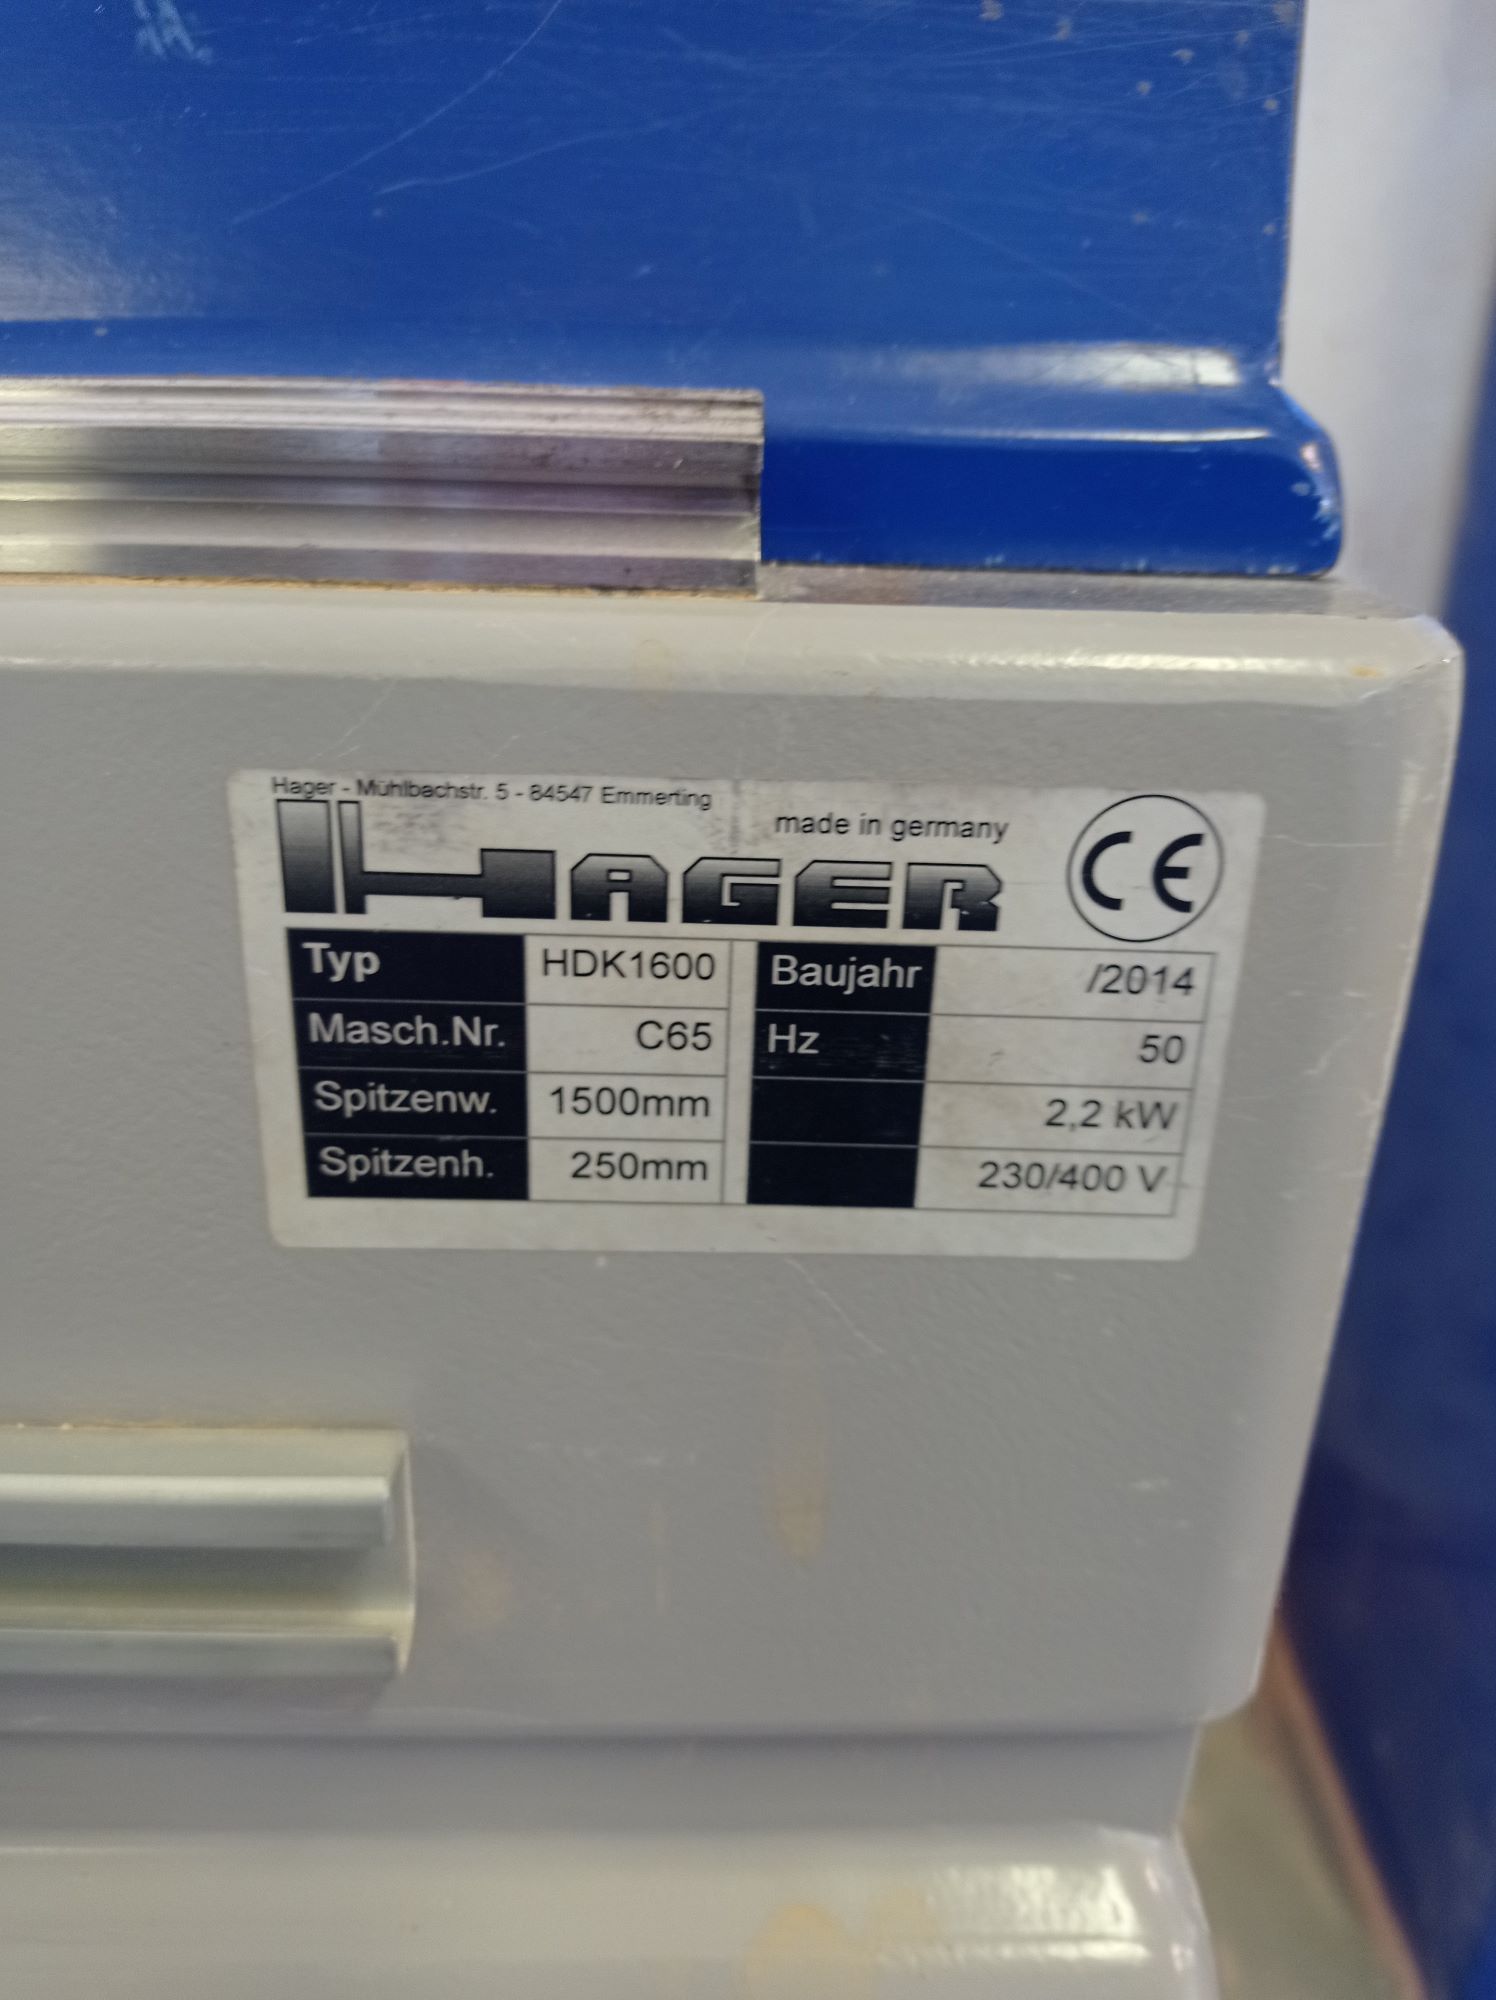 Hager - Mühlbachstr. 5 - 84547 Emmerting
made in germany
HAGER
CE
Typ HDK1600 Baujahr /2014
Masch.Nr. C65 Hz 50
Spitzenw. 1500mm 2,2 kW
Spitzenh. 250mm 230/400 V